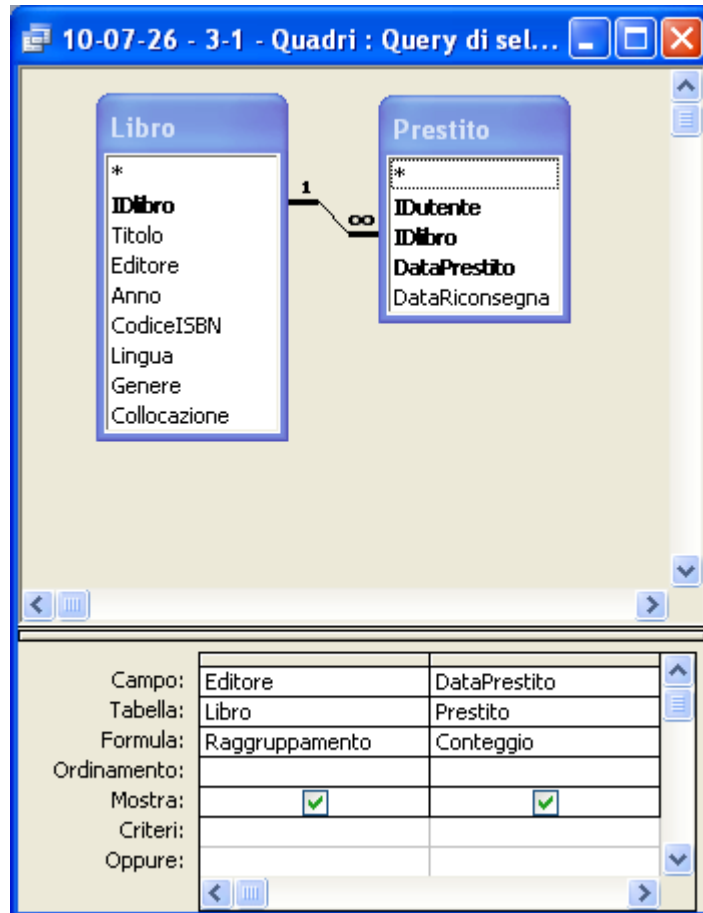 10-07-26 - 3-1 - Quadri : Query di sel...
Libro
*
IDlibro
Titolo
Editore
Anno
CodiceISBN
Lingua
Genere
Collocazione
1
∞
Prestito
*
IDutente
IDlibro
DataPrestito
DataRiconsegna
Campo: Editore DataPrestito
Tabella: Libro Prestito
Formula: Raggruppamento Conteggio
Ordinamento:
Mostra:
Criteri:
Oppure: